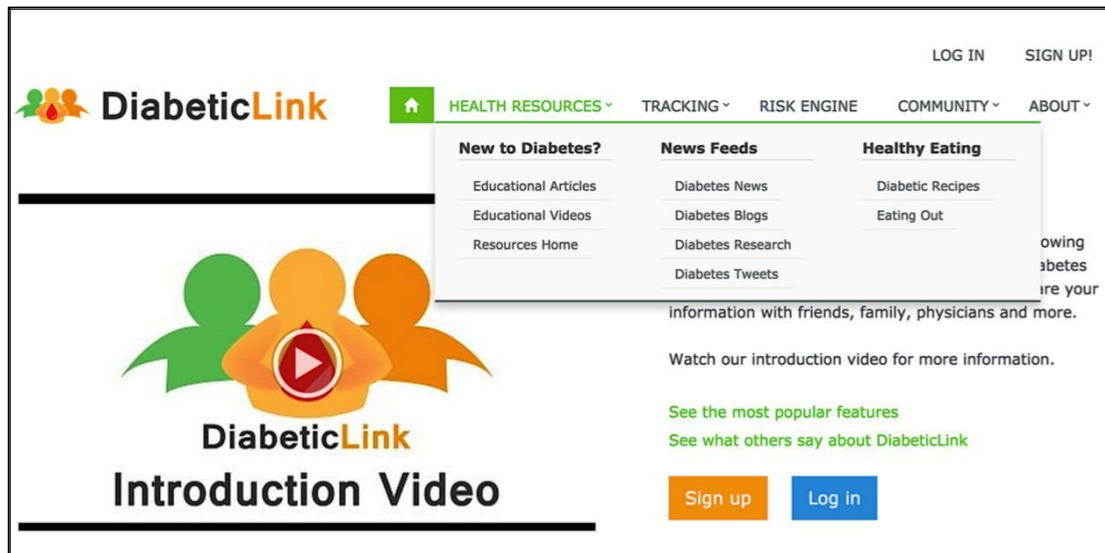 LOG IN SIGN UP!
DiabeticLink
HEALTH RESOURCES TRACKING RISK ENGINE COMMUNITY ABOUT
New to Diabetes? News Feeds Healthy Eating
Educational Articles Diabetes News Diabetic Recipes
Educational Videos Diabetes Blogs Eating Out
Resources Home Diabetes Research
Diabetes Tweets
your
information with friends, family, physicians and more.
Watch our introduction video for more information.
See the most popular features
See what others say about DiabeticLink
Sign up Log in
DiabeticLink
Introduction Video